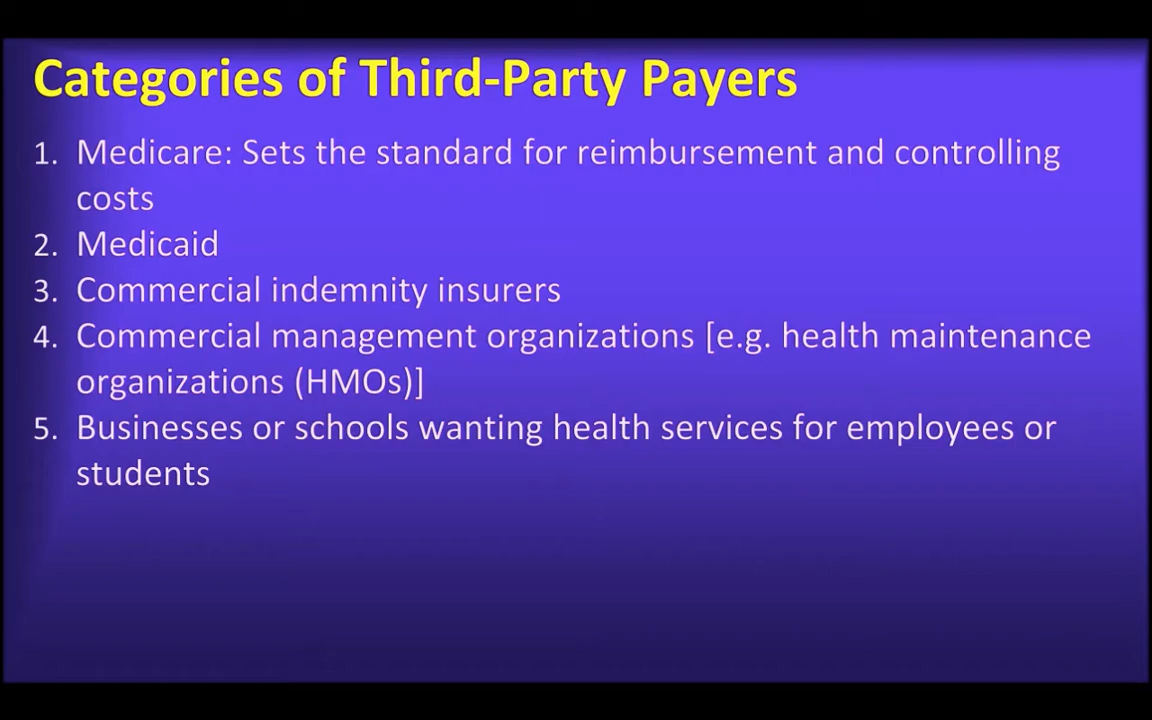 Categories of Third-Party Payers
1. Medicare: Sets the standard for reimbursement and controlling
costs
2. Medicaid
3. Commercial indemnity insurers
4. Commercial management organizations [e.g. health maintenance
organizations (HMOs)]
5. Businesses or schools wanting health services for employees or
students